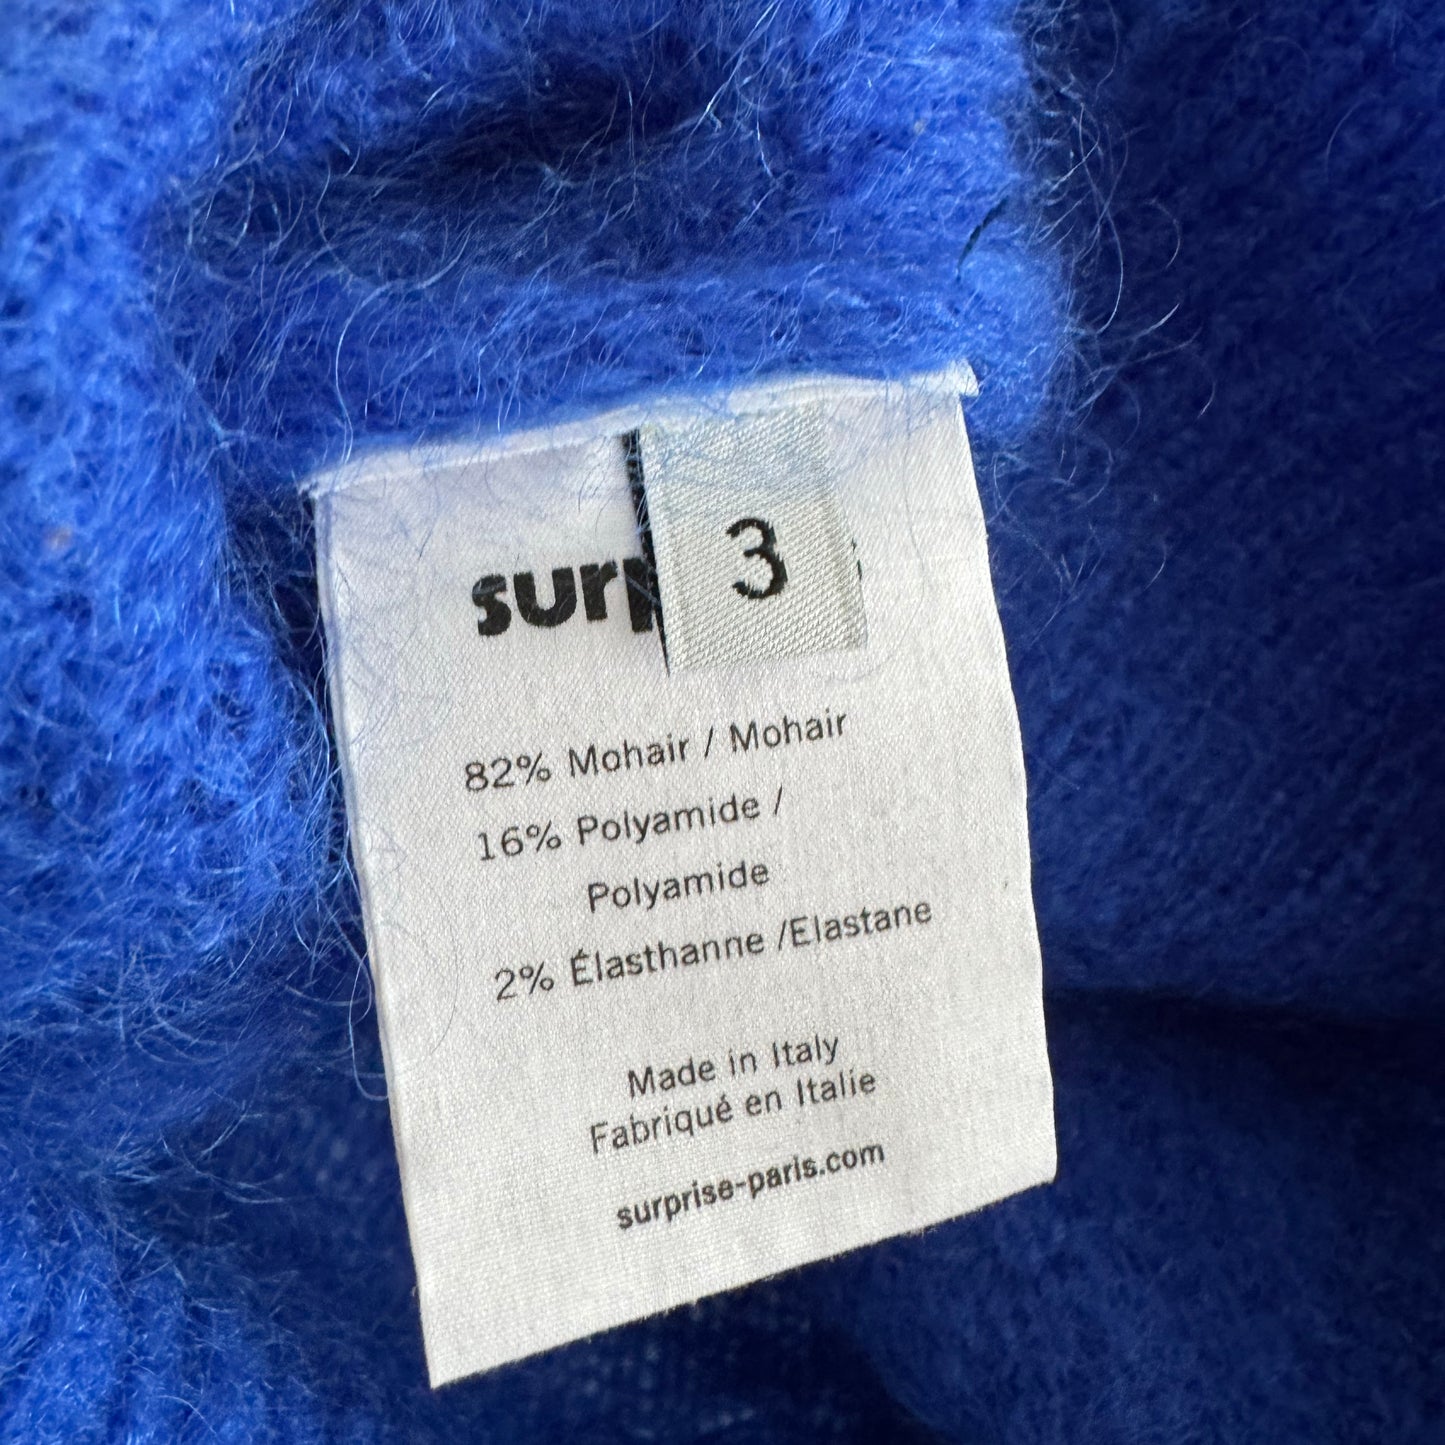 3
82% Mohair / Mohair
16% Polyamide /
Polyamide
2% Élasthanne /Elastane
Made in Italy
Fabriqué en Italie
surprise-paris.com